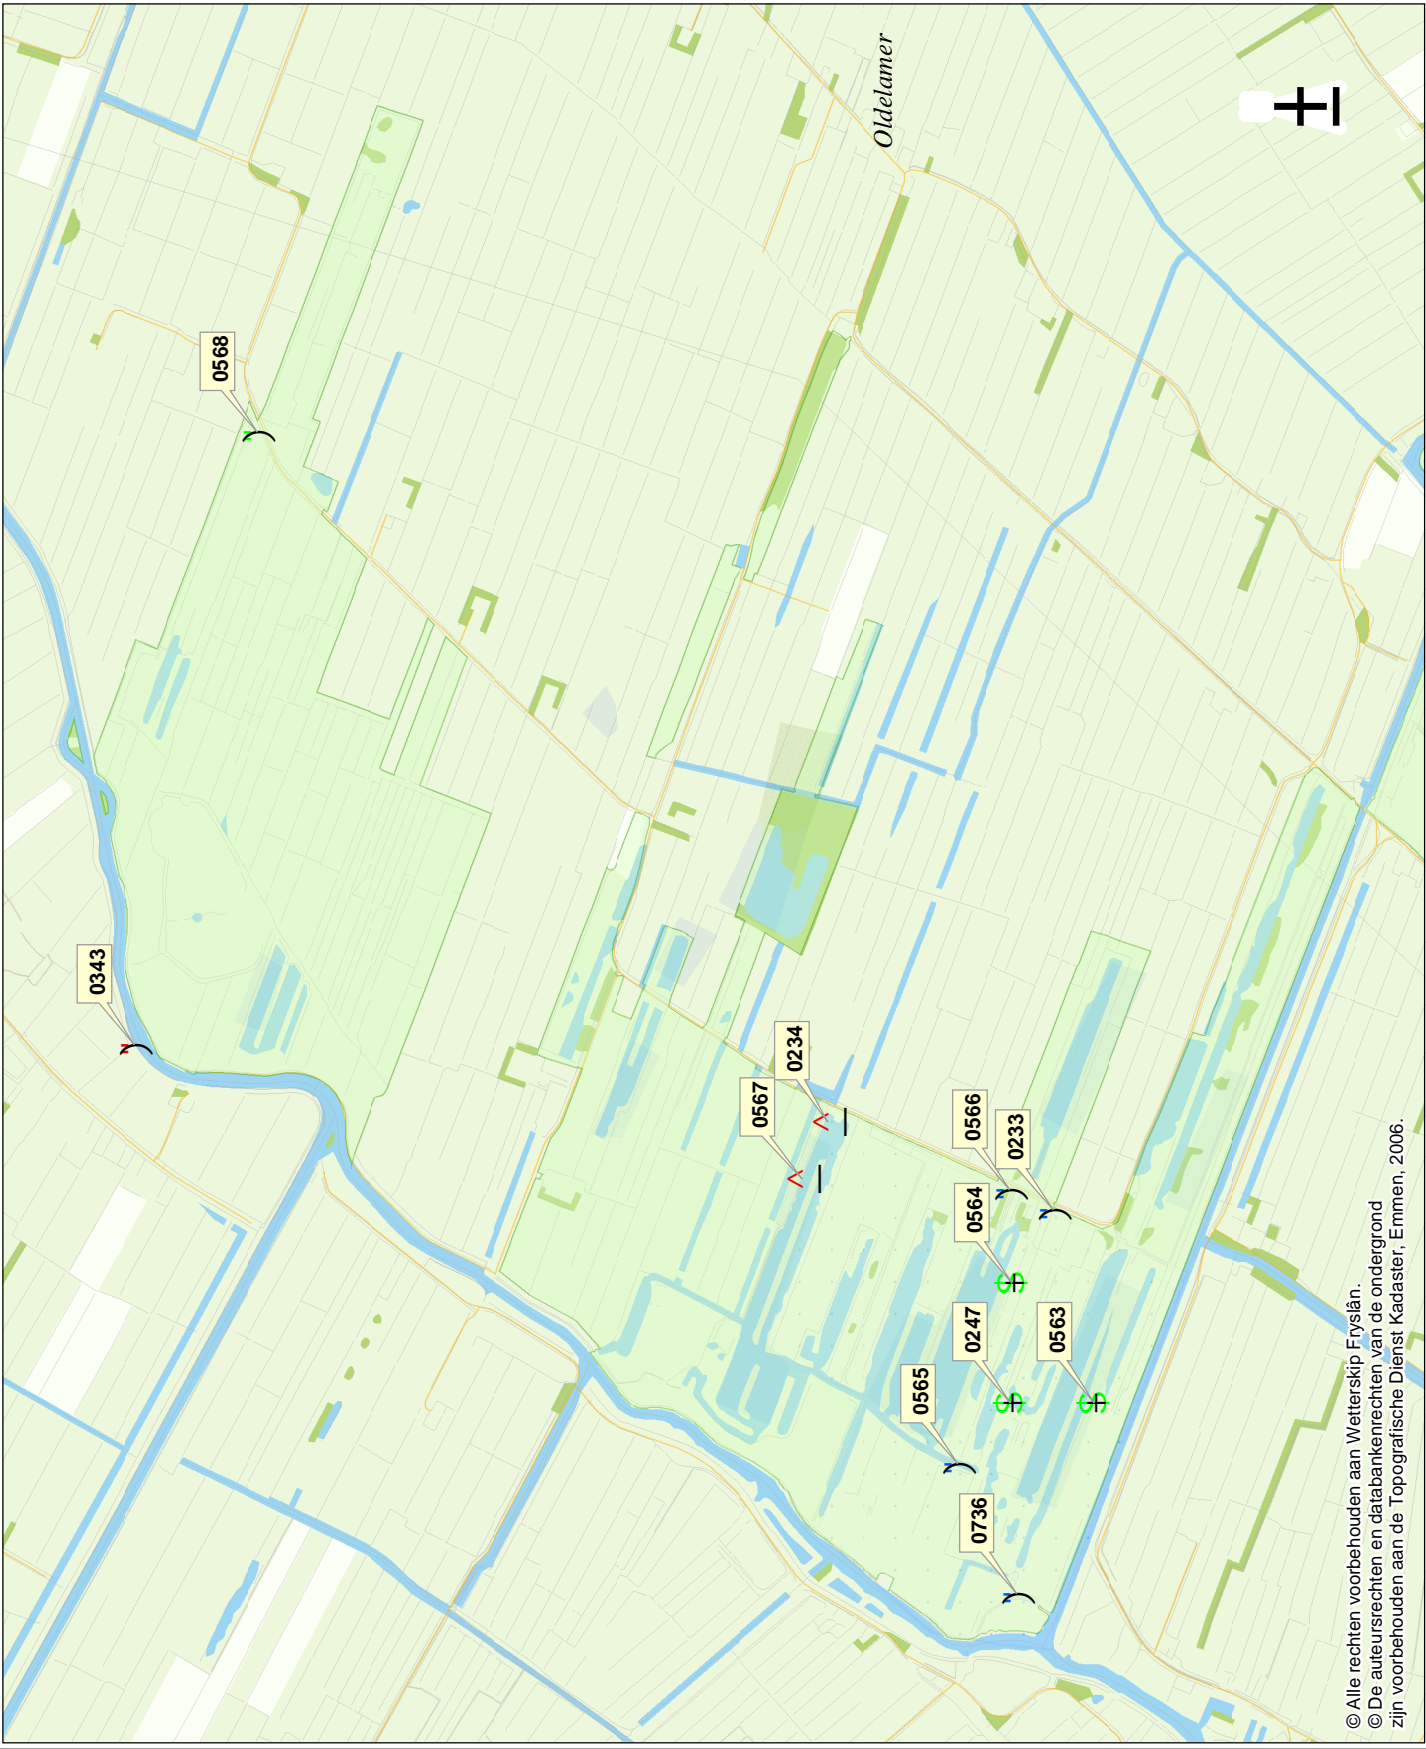 Oldelamer
0568
0343
0234
0567
0566
0233
0564
0247
0563
0565
0736
© Alle rechten voorbehouden aan Wetterskip Fryslân.
© De auteursrechten en databankenrechten van de ondergrond
zijn voorbehouden aan de Topografische Dienst Kadaster, Emmen, 2006.